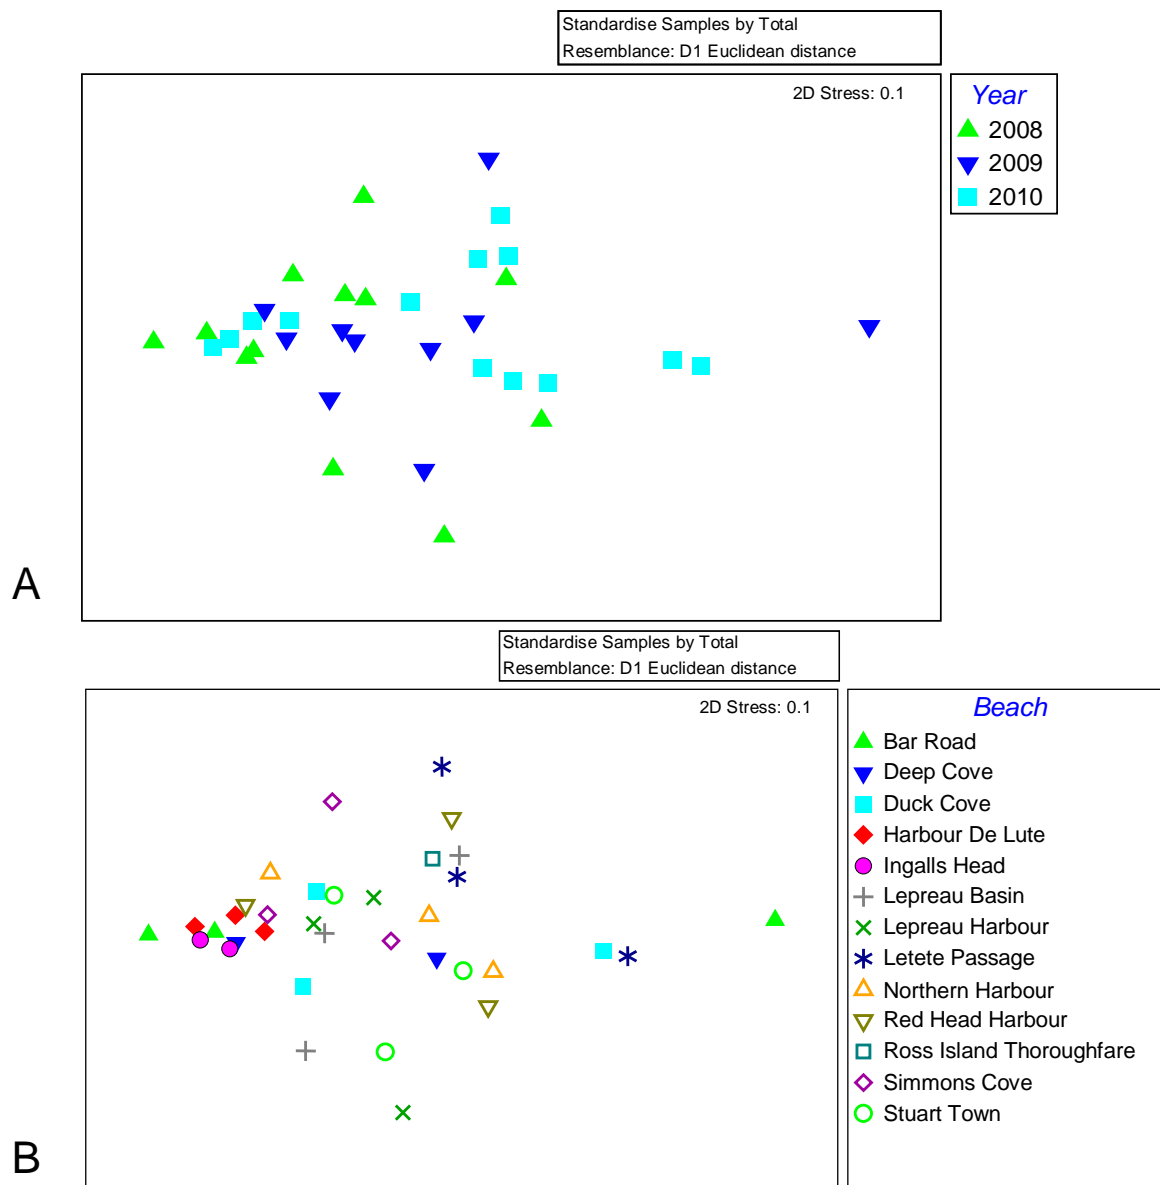 Standardise Samples by Total
Resemblance: D1 Euclidean distance
2D Stress: 0.1
Year
2008
2009
2010
A
Standardise Samples by Total
Resemblance: D1 Euclidean distance
2D Stress: 0.1
Beach
Bar Road
Deep Cove
Duck Cove
Harbour De Lute
Ingalls Head
Lepreau Basin
Lepreau Harbour
Letete Passage
Northern Harbour
Red Head Harbour
Ross Island Thoroughfare
Simmons Cove
Stuart Town
B